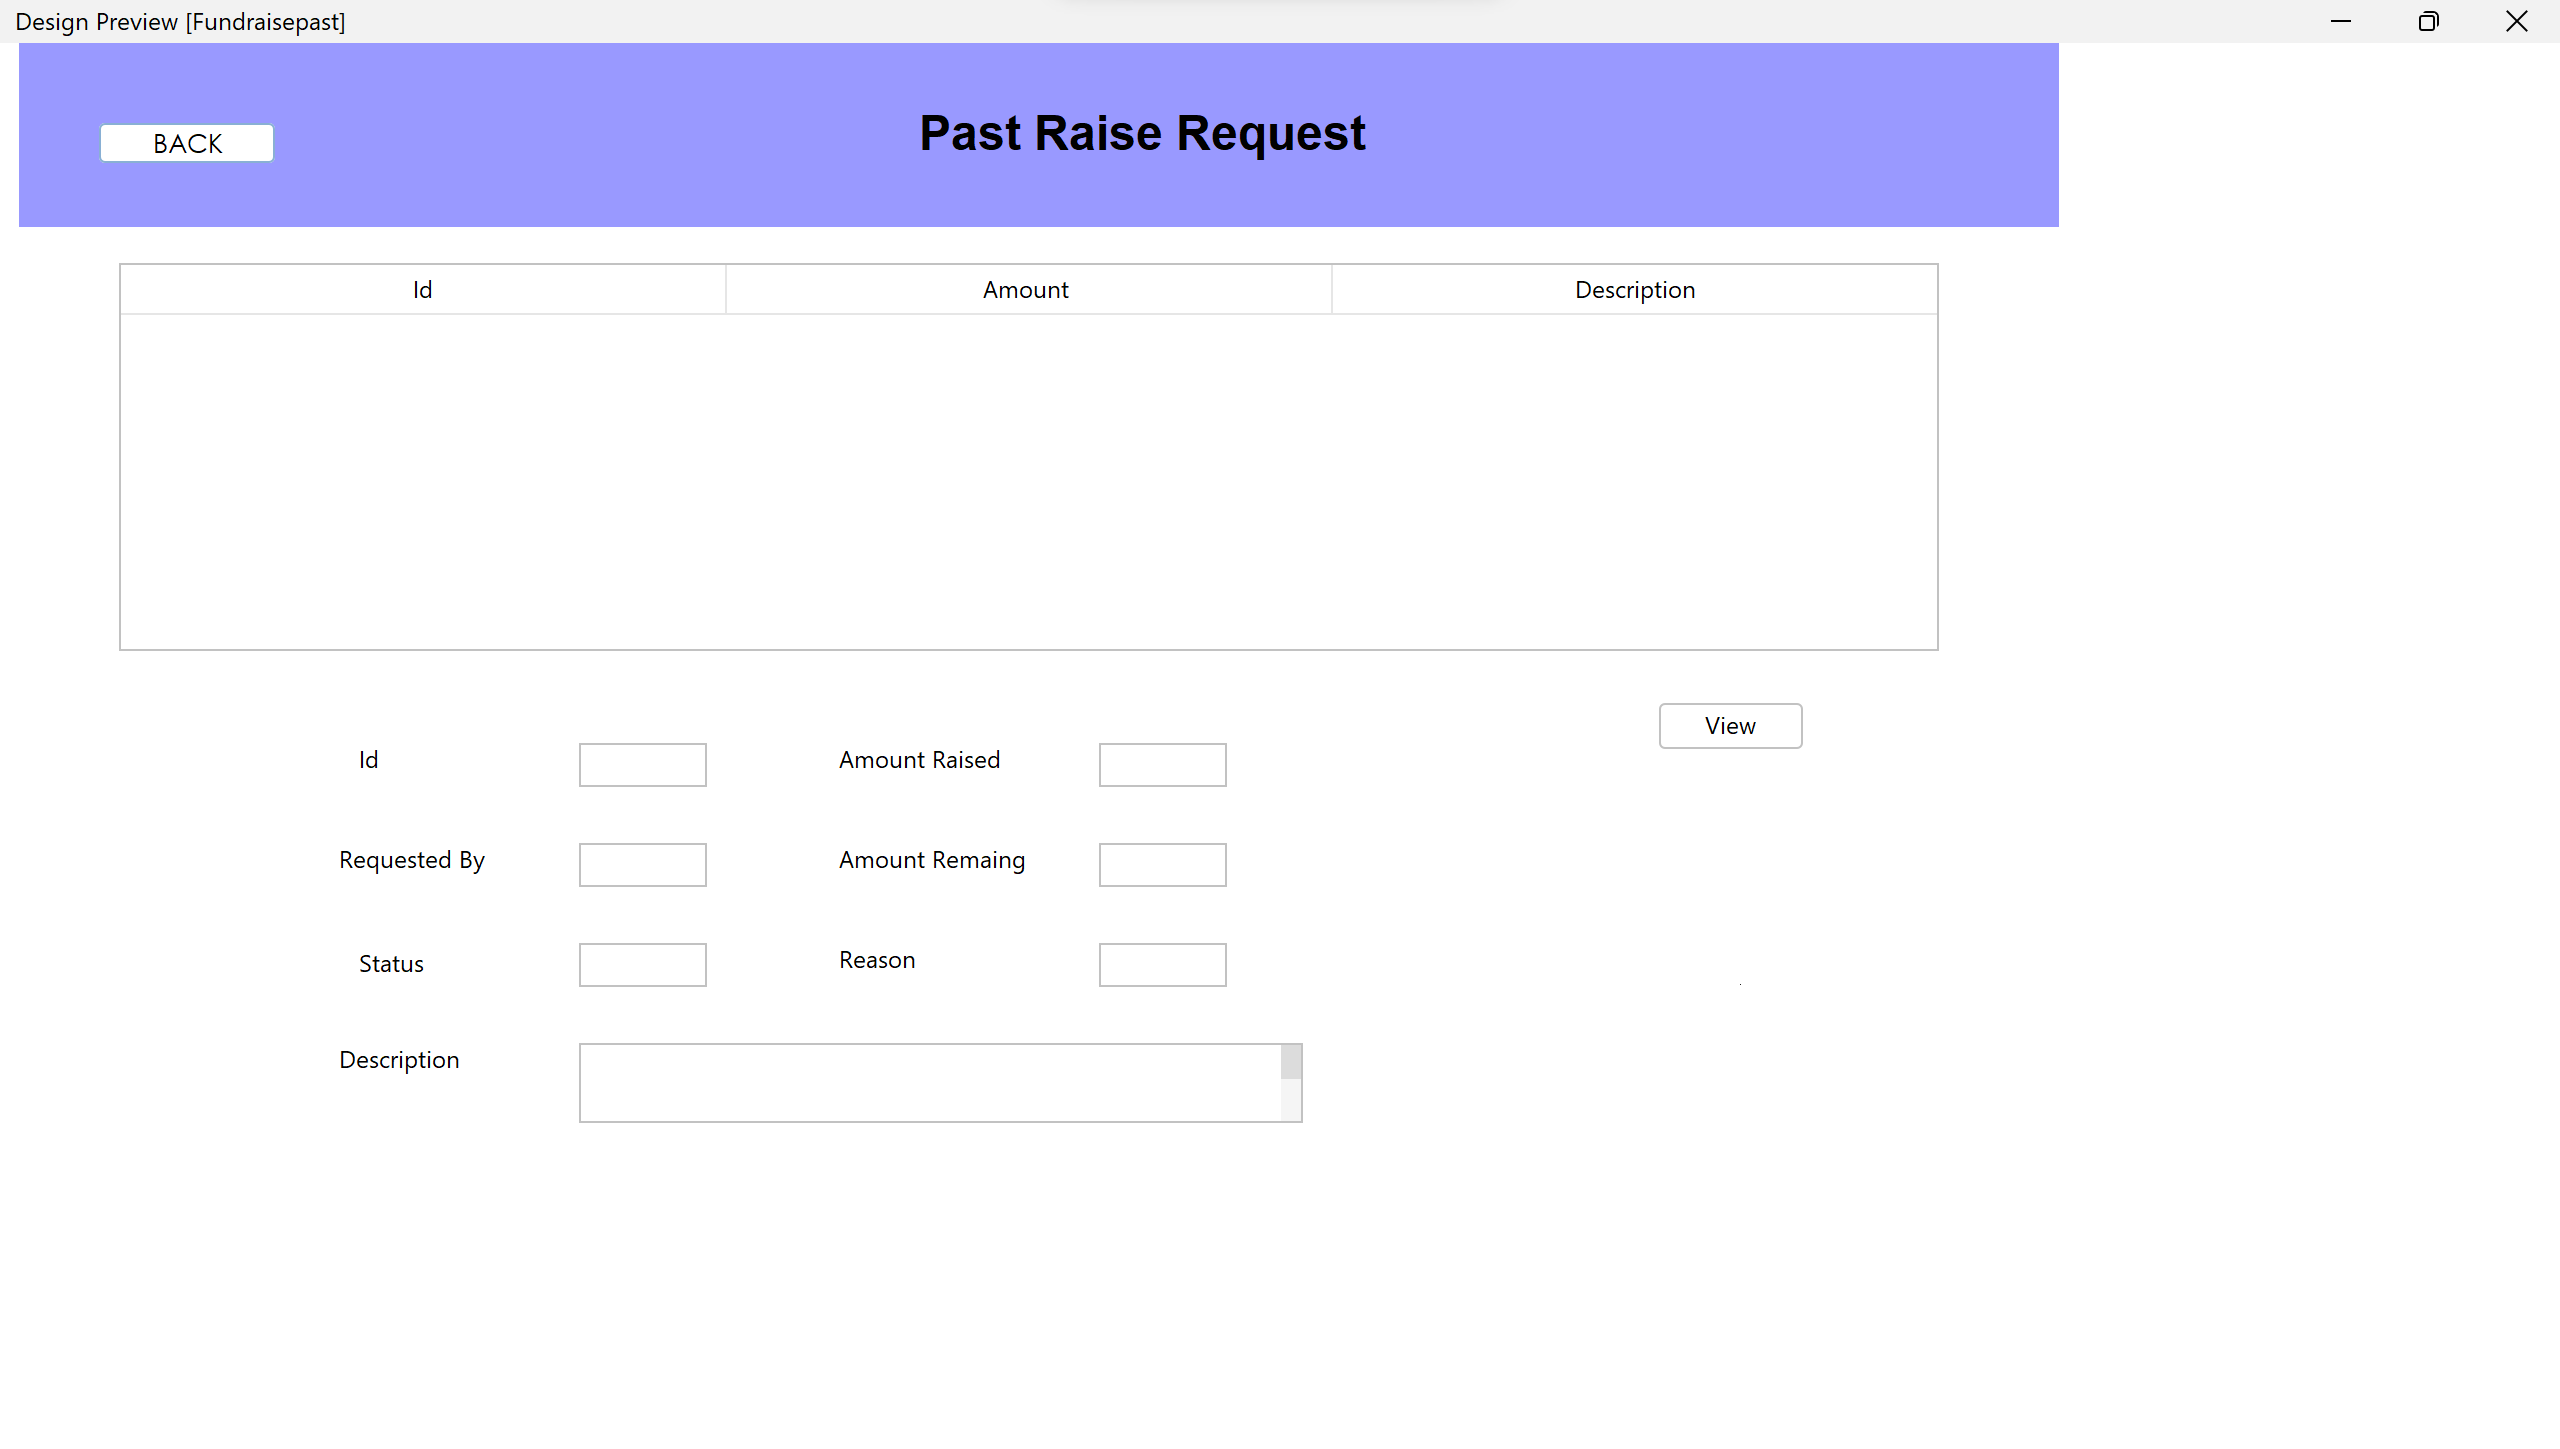 Design Preview [Fundraisepast]
BACK
Past Raise Request
Id Amount Description
View
Id Amount Raised
Requested By Amount Remaing
Status Reason
Description